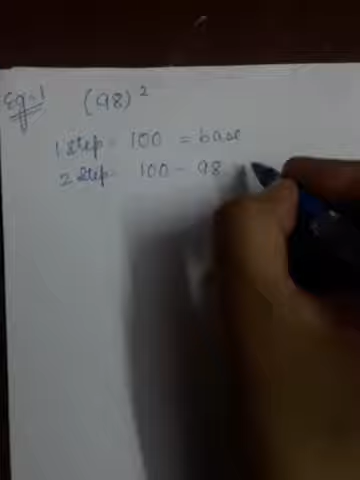 Eg-1 (98)²
1 step = 100 = base
2 step = 100 - 98